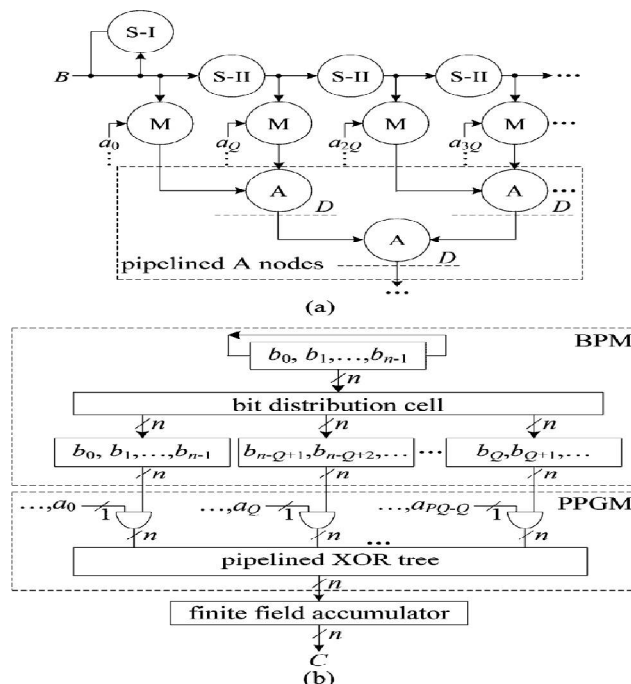 S-I
B S-II S-II S-II ...
M M M M ...
a0 aQ a2Q a3Q
A A ...
D D
A
pipelined A nodes D
...
(a)
BPM
b0, b1,...,bn-1
n
bit distribution cell
n n n
b0, b1,...,bn-1 bn-Q+1,bn-Q+2,... ... bQ,bQ+1,...
n n n
PPGM
...,a0 1 ...,aQ 1 ...,aPQ-Q 1
n n ... n
pipelined XOR tree
n
finite field accumulator
n
C
(b)